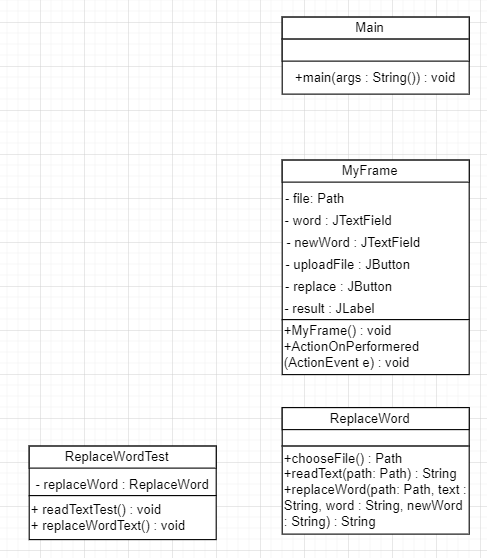 Main
+main(args : String()) : void
MyFrame
- file: Path
- word : JTextField
- newWord : JTextField
- uploadFile : JButton
- replace : JButton
- result : JLabel
+MyFrame() : void
+ActionOnPerformered
(ActionEvent e) : void
ReplaceWord
+chooseFile() : Path
+readText(path: Path) : String
+replaceWord(path: Path, text :
String, word : String, newWord
: String) : String
ReplaceWordTest
- replaceWord : ReplaceWord
+ readTextTest() : void
+ replaceWordText() : void